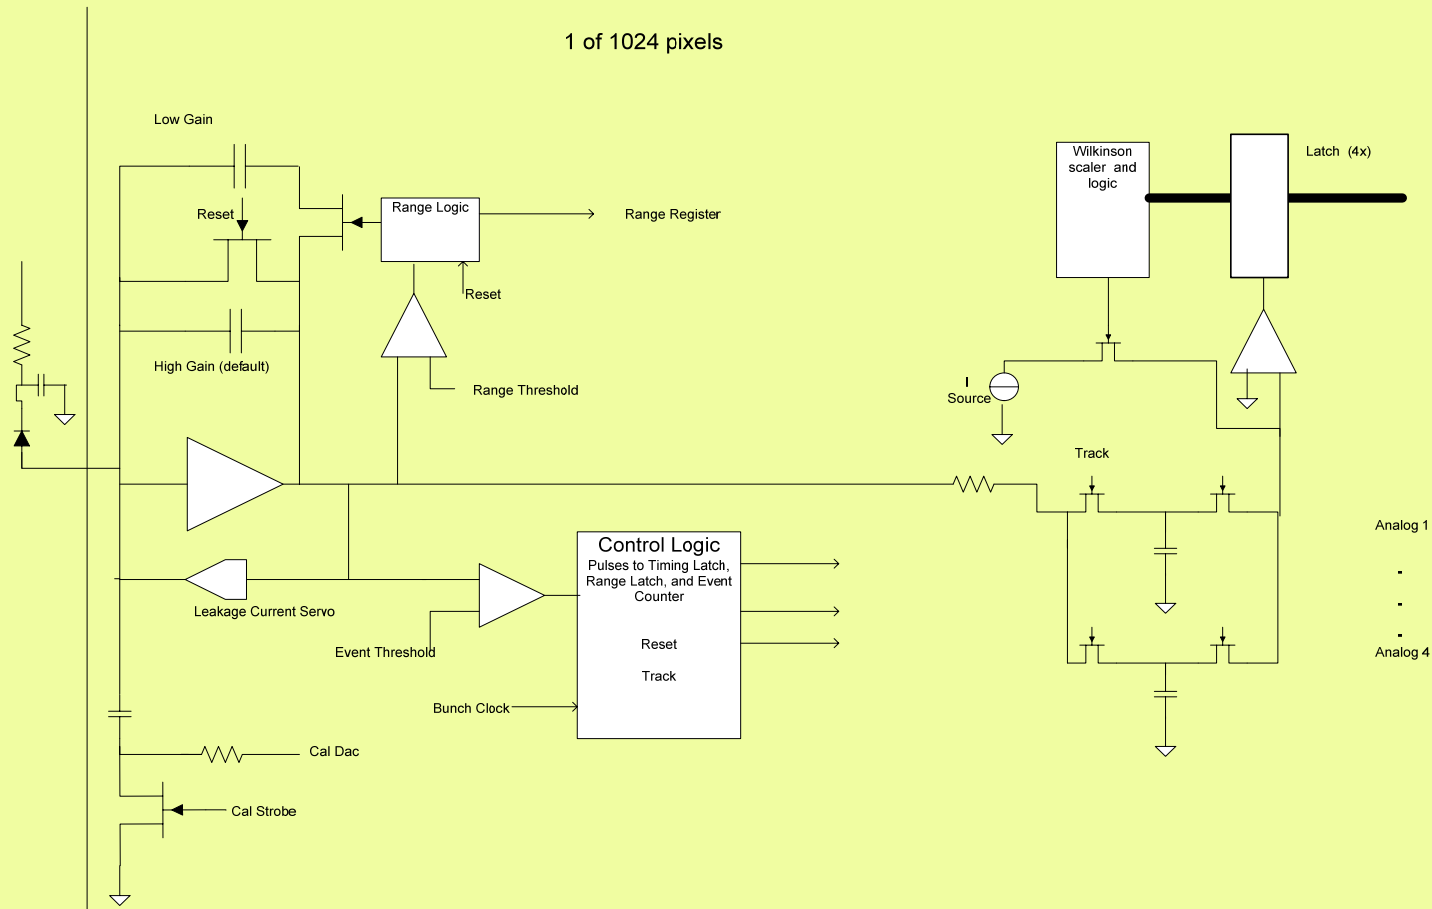 1 of 1024 pixels
Low Gain
Reset
Range Logic
Range Register
Reset
High Gain (default)
Range Threshold
Wilkinson
scaler and
logic
Latch (4x)
I
Source
Track
Analog 1
-
-
-
Analog 4
Leakage Current Servo
Event Threshold
Control Logic
Pulses to Timing Latch,
Range Latch, and Event
Counter
Reset
Track
Bunch Clock
Cal Dac
Cal Strobe